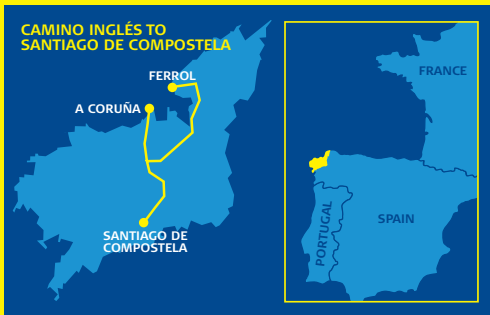 CAMINO INGLÉS TO
SANTIAGO DE COMPOSTELA
FERROL
A CORUÑA
SANTIAGO DE
COMPOSTELA
FRANCE
PORTUGAL
SPAIN